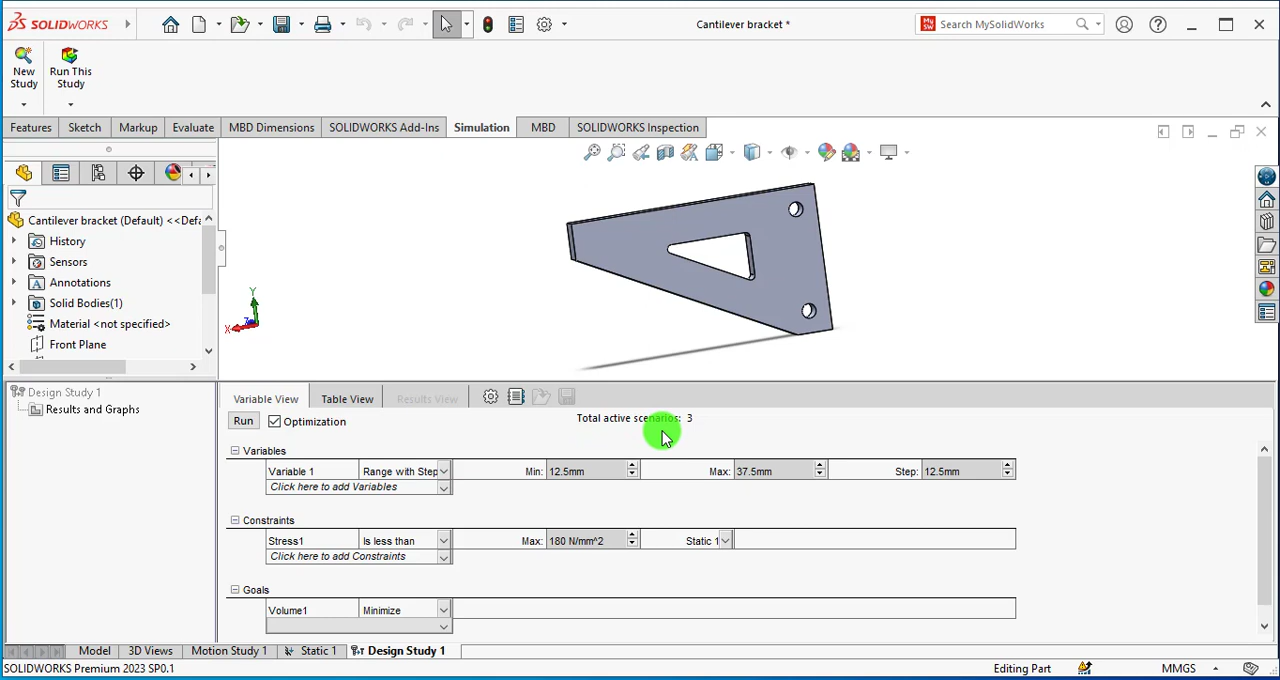 SOLIDWORKS
Cantilever bracket *
Search MySolidWorks
New
Study
Run This
Study
Features
Sketch
Markup
Evaluate
MBD Dimensions
SOLIDWORKS Add-Ins
Simulation
MBD
SOLIDWORKS Inspection
Cantilever bracket (Default) <<Defa
History
Sensors
Annotations
Solid Bodies(1)
Material <not specified>
Front Plane
Y
X
Z
Design Study 1
Results and Graphs
Variable View
Table View
Results View
Run
Optimization
Total active scenarios: 3
Variables
Variable 1
Range with Step
Min: 12.5mm
Max: 37.5mm
Step: 12.5mm
Click here to add Variables
Constraints
Stress1
Is less than
Max: 180 N/mm^2
Static 1
Click here to add Constraints
Goals
Volume1
Minimize
Model
3D Views
Motion Study 1
Static 1
Design Study 1
SOLIDWORKS Premium 2023 SP0.1
Editing Part
MMGS